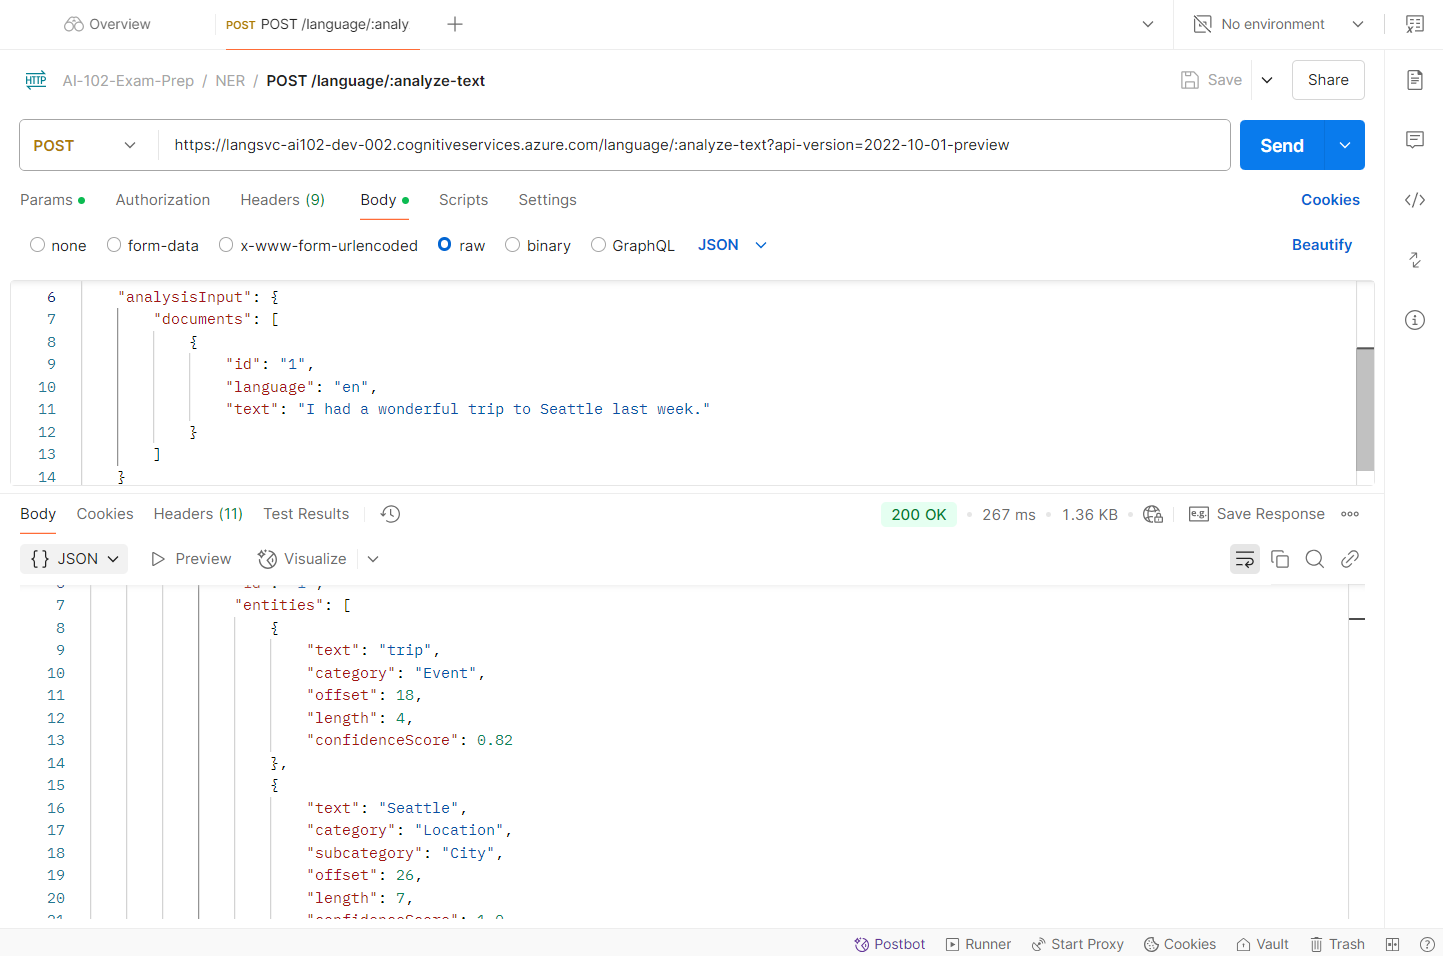 Overview
POST POST /language/:analy
No environment
HTTP AI-102-Exam-Prep / NER / POST /language/:analyze-text
Save
Share
POST
https://langsvc-ai102-dev-002.cognitiveservices.azure.com/language/:analyze-text?api-version=2022-10-01-preview
Send
Params
Authorization
Headers (9)
Body
Scripts
Settings
Cookies
none
form-data
x-www-form-urlencoded
raw
binary
GraphQL
JSON
Beautify
6 "analysisInput": {
7 "documents": [
8 {
9 "id": "1",
10 "language": "en",
11 "text": "I had a wonderful trip to Seattle last week."
12 }
13 ]
14 }
Body
Cookies
Headers (11)
Test Results
200 OK
267 ms
1.36 KB
e.g. Save Response
{} JSON
Preview
Visualize
7 "entities": [
8 {
9 "text": "trip",
10 "category": "Event",
11 "offset": 18,
12 "length": 4,
13 "confidenceScore": 0.82
14 },
15 {
16 "text": "Seattle",
17 "category": "Location",
18 "subcategory": "City",
19 "offset": 26,
20 "length": 7,
21 "confidenceScore": 1.0
Postbot
Runner
Start Proxy
Cookies
Vault
Trash